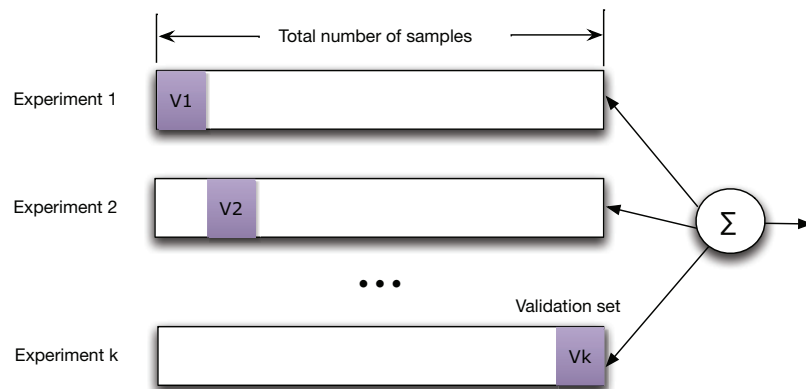 Total number of samples
Experiment 1
V1
Experiment 2
V2
Σ
...
Validation set
Experiment k
Vk